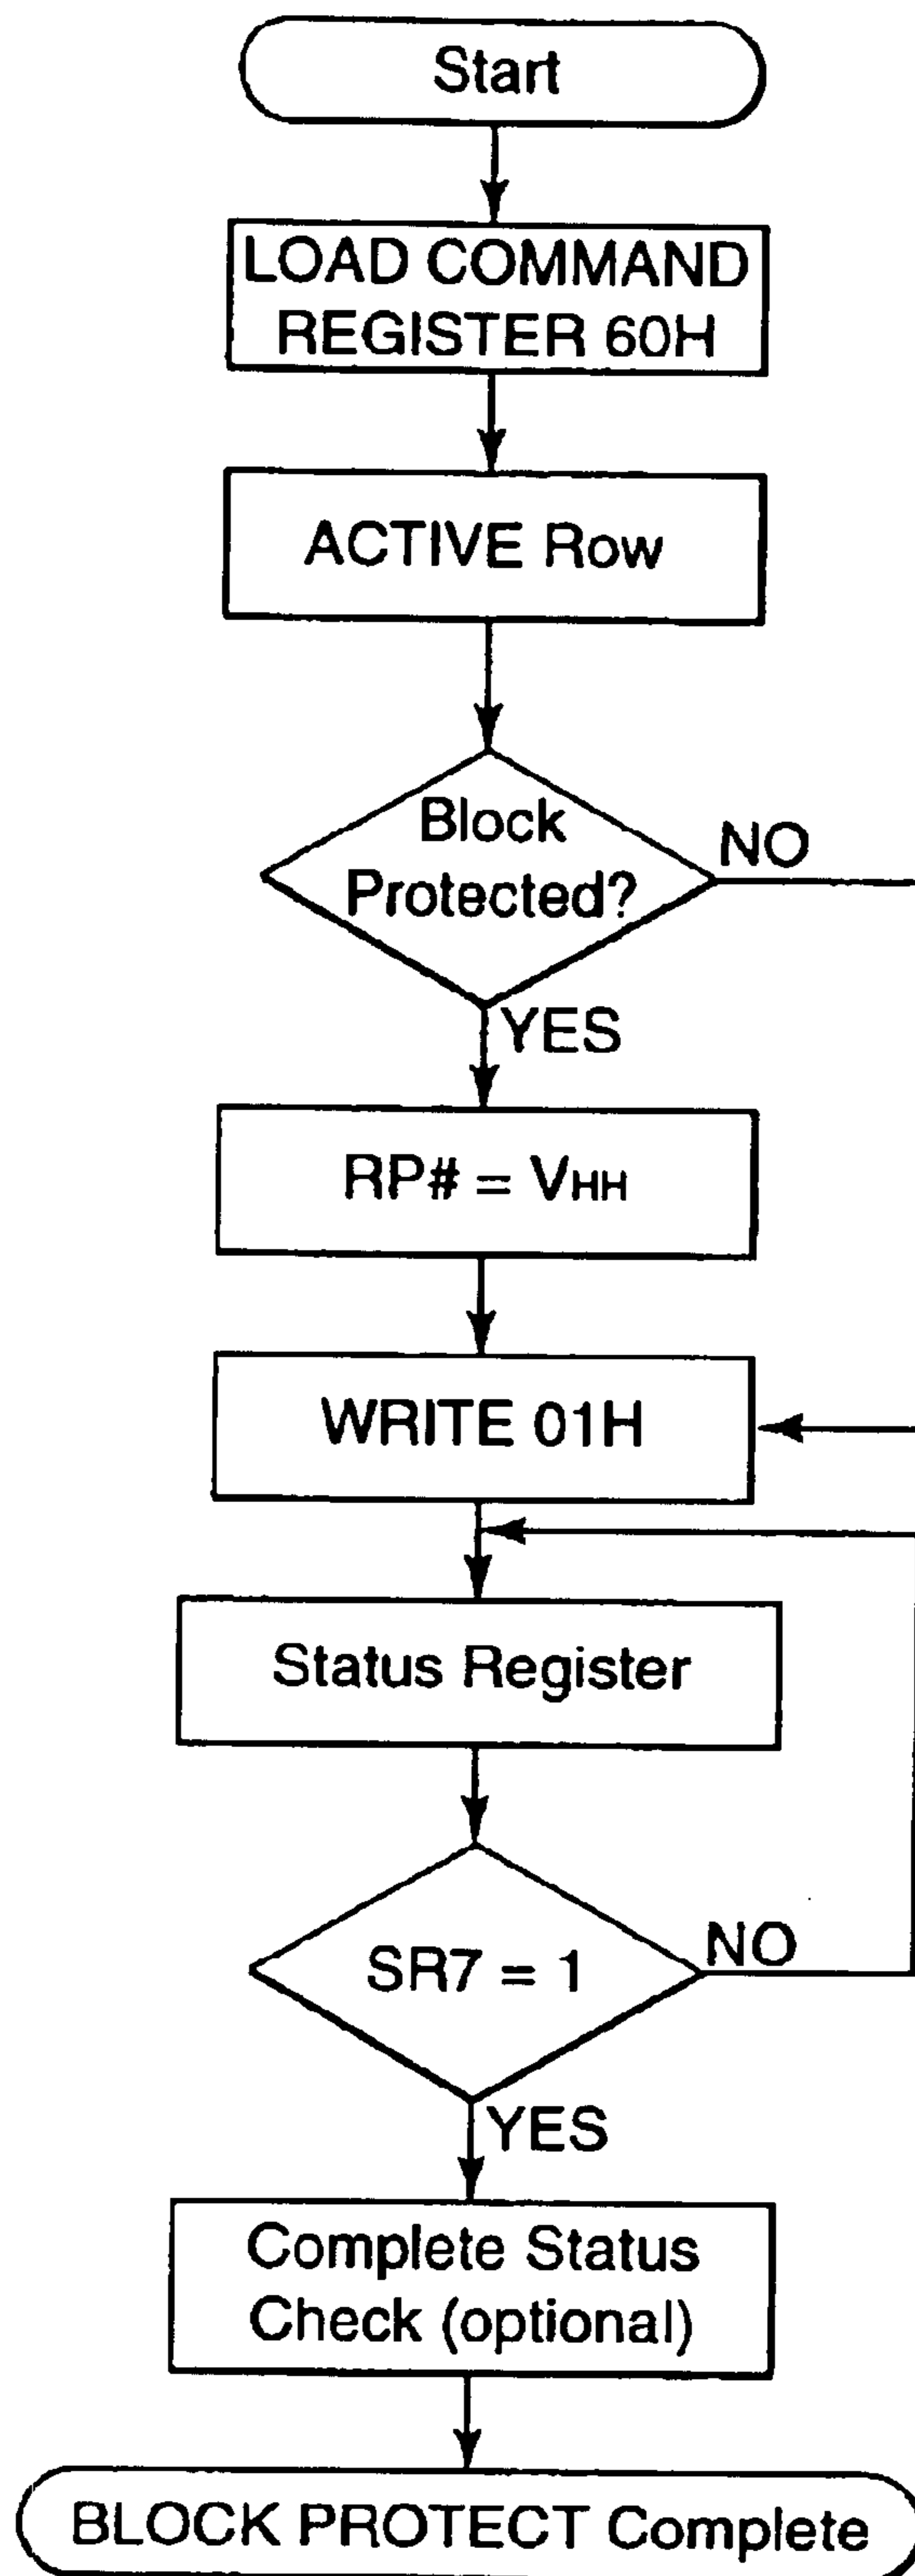 Start
LOAD COMMAND
REGISTER 60H
ACTIVE Row
Block
Protected?
NO
YES
RP# = VHH
WRITE 01H
Status Register
SR7 = 1
NO
YES
Complete Status
Check (optional)
BLOCK PROTECT Complete